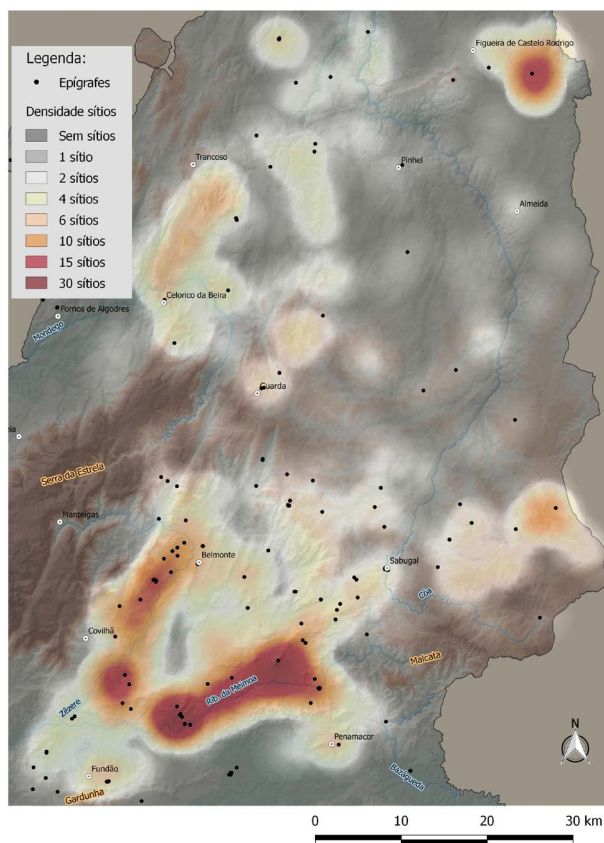 Figueira de Castelo Rodrigo
Legenda:
Epígrafes
Densidade sítios
Sem sítios
1 sítio
2 sítios
4 sítios
6 sítios
10 sítios
15 sítios
30 sítios
Trancoso
Pinhel
Almeida
Celorico da Beira
Fornos de Algodres
Mondego
Guarda
eia
Serra da Estrela
Manteigas
Belmonte
Sabugal
Côa
Covilhã
Malcata
Rib. da Meimoa
Zêzere
Penamacor
N
Fundão
Bazágueda
Gardunha
0 10 20 30 km